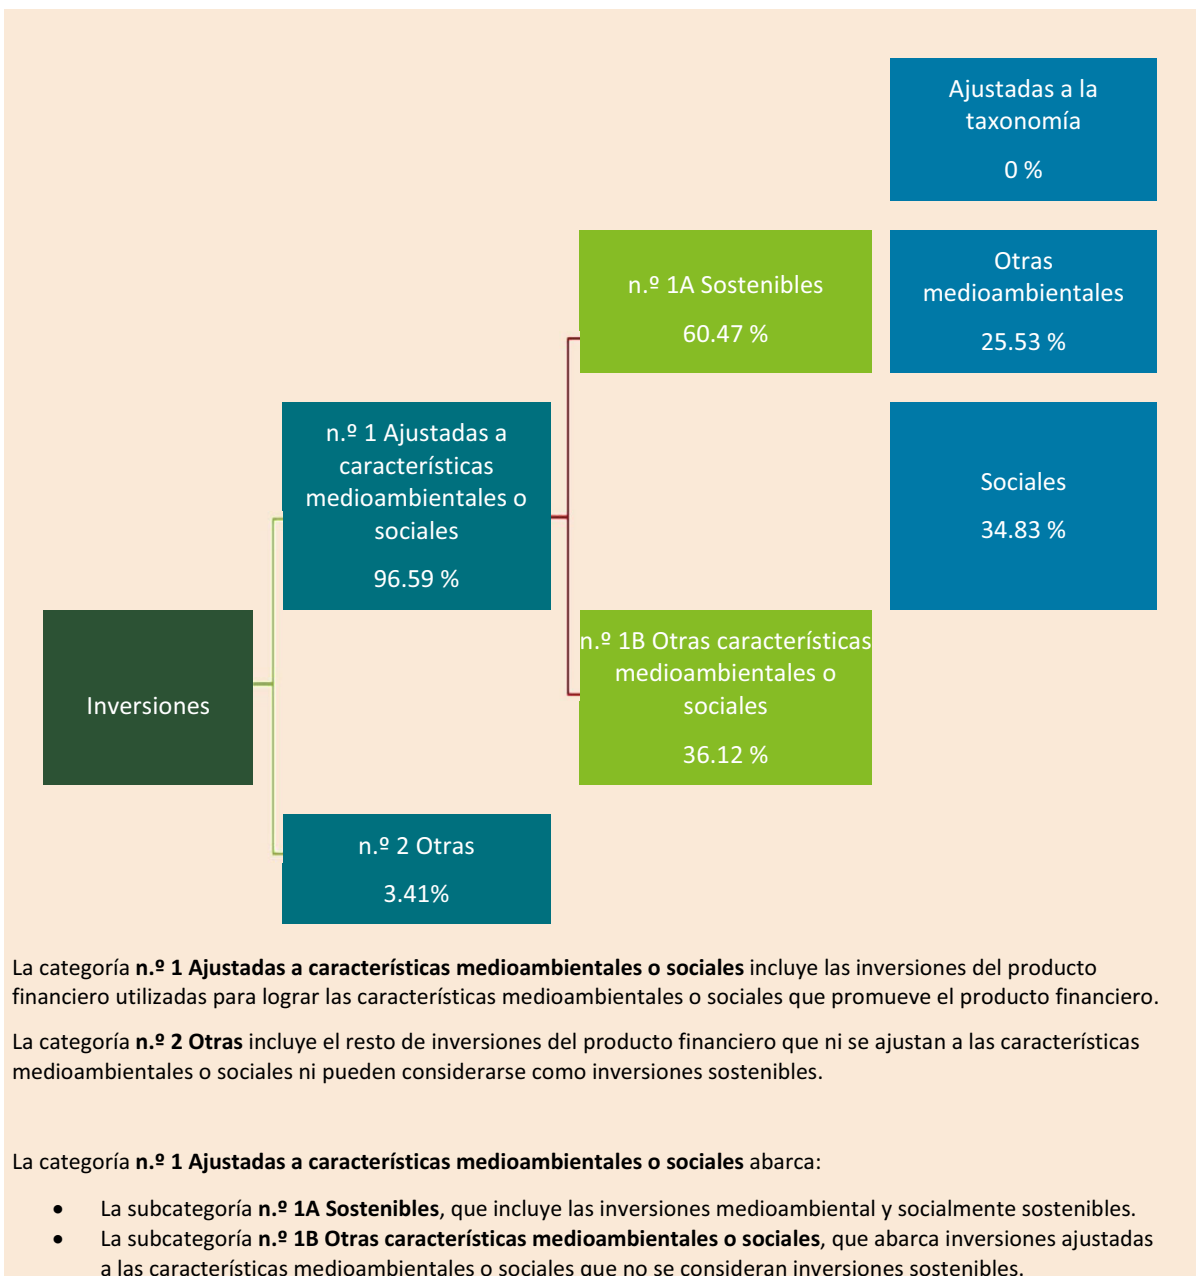 Ajustadas a la
taxonomía
0 %
n.º 1A Sostenibles
60.47 %
Otras
medioambientales
25.53 %
n.º 1 Ajustadas a
características
medioambientales o
sociales
96.59 %
Sociales
34.83 %
Inversiones
n.º 1B Otras características
medioambientales o
sociales
36.12 %
n.º 2 Otras
3.41%
La categoría n.º 1 Ajustadas a características medioambientales o sociales incluye las inversiones del producto
financiero utilizadas para lograr las características medioambientales o sociales que promueve el producto financiero.
La categoría n.º 2 Otras incluye el resto de inversiones del producto financiero que ni se ajustan a las características
medioambientales o sociales ni pueden considerarse como inversiones sostenibles.
La categoría n.º 1 Ajustadas a características medioambientales o sociales abarca:
• La subcategoría n.º 1A Sostenibles, que incluye las inversiones medioambiental y socialmente sostenibles.
• La subcategoría n.º 1B Otras características medioambientales o sociales, que abarca inversiones ajustadas
a las características medioambientales o sociales que no se consideran inversiones sostenibles.